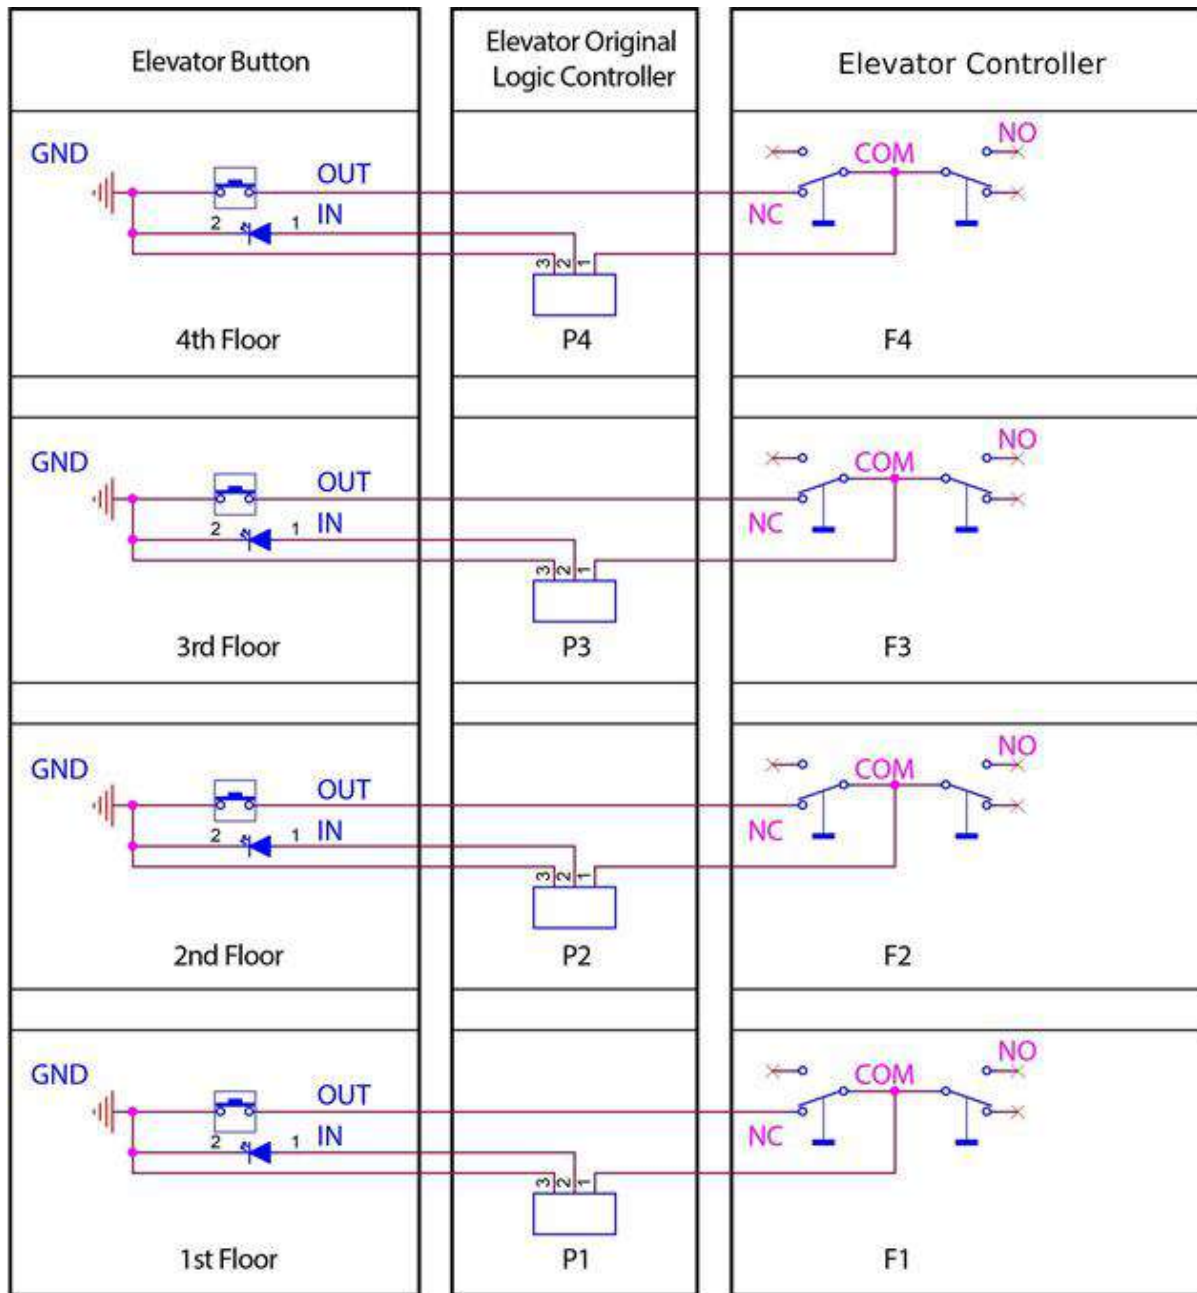 Elevator Button
Elevator Original
Logic Controller
Elevator Controller
GND
OUT
IN
2
1
COM
NO
NC
3
2
1
4th Floor
P4
F4
GND
OUT
IN
2
1
COM
NO
NC
3
2
1
3rd Floor
P3
F3
GND
OUT
IN
2
1
COM
NO
NC
3
2
1
2nd Floor
P2
F2
GND
OUT
IN
2
1
COM
NO
NC
3
2
1
1st Floor
P1
F1